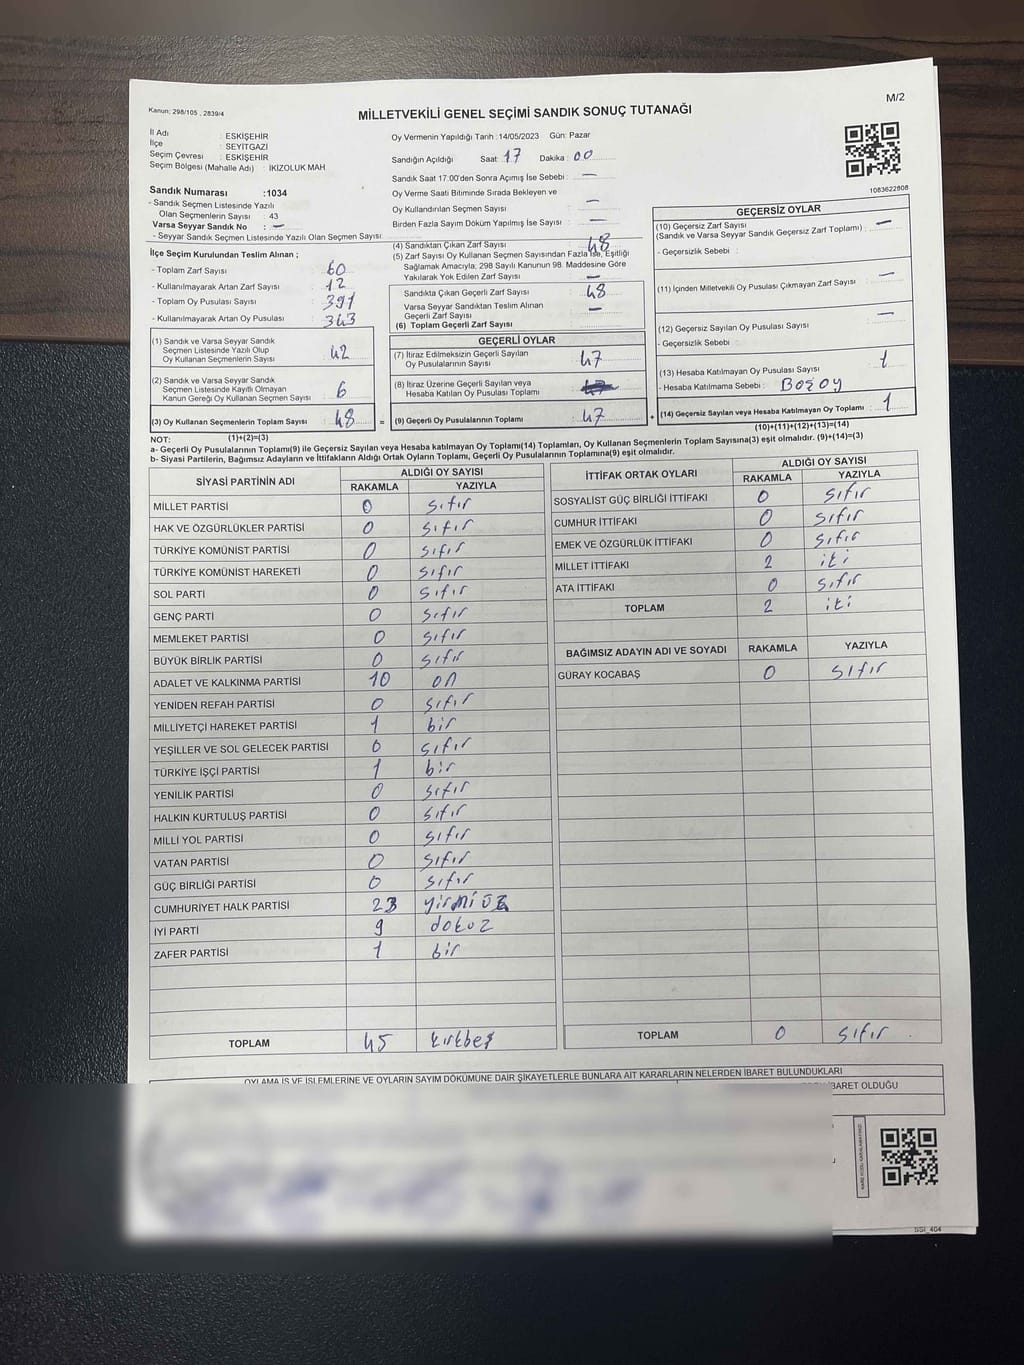 Kanun: 298/105 , 2839/4
MİLLETVEKİLİ GENEL SEÇİMİ SANDIK SONUÇ TUTANAĞI
M/2
İl Adı : ESKİŞEHİR
İlçe : SEYİTGAZİ
Seçim Çevresi : ESKİŞEHİR
Seçim Bölgesi (Mahalle Adı) : İKİZOLUK MAH
Oy Vermenin Yapıldığı Tarih :14/05/2023 Gün: Pazar
Sandığın Açıldığı Saat : 17 Dakika : 00
Sandık Saat 17:00'den Sonra Açımış İse Sebebi : —
Oy Verme Saati Bitiminde Sırada Bekleyen ve
Oy Kullandırılan Seçmen Sayısı : —
Birden Fazla Sayım Döküm Yapılmış İse Sayısı : —
1083622808
Sandık Numarası :1034
- Sandık Seçmen Listesinde Yazılı
Olan Seçmenlerin Sayısı : 43
Varsa Seyyar Sandık No : —
- Seyyar Sandık Seçmen Listesinde Yazılı Olan Seçmen Sayısı:
İlçe Seçim Kurulundan Teslim Alınan ;
- Toplam Zarf Sayısı : 60
- Kullanılmayarak Artan Zarf Sayısı : 12
- Toplam Oy Pusulası Sayısı : 391
- Kullanılmayarak Artan Oy Pusulası : 343
(1) Sandık ve Varsa Seyyar Sandık
Seçmen Listesinde Yazılı Olup
Oy Kullanan Seçmenlerin Sayısı : 42
(2) Sandık ve Varsa Seyyar Sandık
Seçmen Listesinde Kayıtlı Olmayan
Kanun Gereği Oy Kullanan Seçmen Sayısı : 6
(3) Oy Kullanan Seçmenlerin Toplam Sayısı : 48
(1)+(2)=(3)
(4) Sandıktan Çıkan Zarf Sayısı : 48
(5) Zarf Sayısı Oy Kullanan Seçmen Sayısından Fazla İse, Eşitliği
Sağlamak Amacıyla, 298 Sayılı Kanunun 98. Maddesine Göre
Yakılarak Yok Edilen Zarf Sayısı : —
Sandıkta Çıkan Geçerli Zarf Sayısı : 48
Varsa Seyyar Sandıktan Teslim Alınan
Geçerli Zarf Sayısı : —
(6) Toplam Geçerli Zarf Sayısı :
GEÇERLİ OYLAR
(7) İtiraz Edilmeksizin Geçerli Sayılan
Oy Pusulalarının Sayısı : 47
(8) İtiraz Üzerine Geçerli Sayılan veya
Hesaba Katılan Oy Pusulası Toplamı :
= (9) Geçerli Oy Pusulalarının Toplamı : 47 +
GEÇERSİZ OYLAR
(10) Geçersiz Zarf Sayısı
(Sandık ve Varsa Seyyar Sandık Geçersiz Zarf Toplamı) : —
- Geçersizlik Sebebi :
(11) İçinden Milletvekili Oy Pusulası Çıkmayan Zarf Sayısı : —
(12) Geçersiz Sayılan Oy Pusulası Sayısı : —
- Geçersizlik Sebebi :
(13) Hesaba Katılmayan Oy Pusulası Sayısı : 1
- Hesaba Katılmama Sebebi : BOŞOY
(14) Geçersiz Sayılan veya Hesaba Katılmayan Oy Toplamı : 1
(10)+(11)+(12)+(13)=(14)
NOT:
a- Geçerli Oy Pusulalarının Toplamı(9) ile Geçersiz Sayılan veya Hesaba Katılmayan Oy Toplamı(14) Toplamları, Oy Kullanan Seçmenlerin Toplam Sayısına(3) eşit olmalıdır. (9)+(14)=(3)
b- Siyasi Partilerin, Bağımsız Adayların ve İttifakların Aldığı Ortak Oyların Toplamı, Geçerli Oy Pusulalarının Toplamına(9) eşit olmalıdır.
SİYASİ PARTİNİN ADI ALDIĞI OY SAYISI
RAKAMLA YAZIYLA
MİLLET PARTİSİ 0 sıfır
HAK VE ÖZGÜRLÜKLER PARTİSİ 0 sıfır
TÜRKİYE KOMÜNİST PARTİSİ 0 sıfır
TÜRKİYE KOMÜNİST HAREKETİ 0 sıfır
SOL PARTİ 0 sıfır
GENÇ PARTİ 0 sıfır
MEMLEKET PARTİSİ 0 sıfır
BÜYÜK BİRLİK PARTİSİ 0 sıfır
ADALET VE KALKINMA PARTİSİ 10 on
YENİDEN REFAH PARTİSİ 0 sıfır
MİLLİYETÇİ HAREKET PARTİSİ 1 bir
YEŞİLLER VE SOL GELECEK PARTİSİ 0 sıfır
TÜRKİYE İŞÇİ PARTİSİ 1 bir
YENİLİK PARTİSİ 0 sıfır
HALKIN KURTULUŞ PARTİSİ 0 sıfır
MİLLİ YOL PARTİSİ 0 sıfır
VATAN PARTİSİ 0 sıfır
GÜÇ BİRLİĞİ PARTİSİ 0 sıfır
CUMHURİYET HALK PARTİSİ 23 yirmi üç
İYİ PARTİ 9 dokuz
ZAFER PARTİSİ 1 bir
TOPLAM 45 kırkbeş
İTTİFAK ORTAK OYLARI ALDIĞI OY SAYISI
RAKAMLA YAZIYLA
SOSYALİST GÜÇ BİRLİĞİ İTTİFAKI 0 sıfır
CUMHUR İTTİFAKI 0 sıfır
EMEK VE ÖZGÜRLÜK İTTİFAKI 0 sıfır
MİLLET İTTİFAKI 2 iki
ATA İTTİFAKI 0 sıfır
TOPLAM 2 iki
BAĞIMSIZ ADAYIN ADI VE SOYADI RAKAMLA YAZIYLA
GÜRAY KOCABAŞ 0 sıfır
TOPLAM 0 sıfır
OYLAMA İŞ VE İŞLEMLERİNE VE OYLARIN SAYIM DÖKÜMÜNE DAİR ŞİKAYETLERLE BUNLARA AİT KARARLARIN NELERDEN İBARET BULUNDUKLARI
İBARET OLDUĞU
SSİ_404